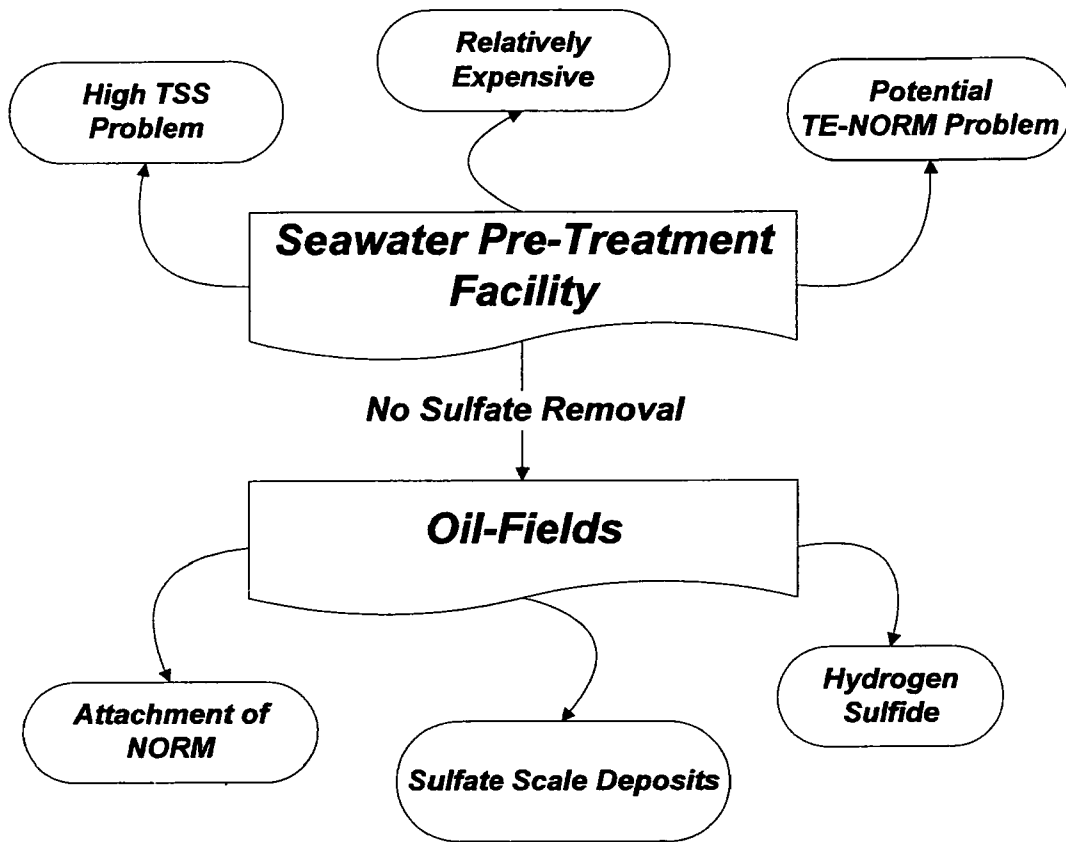 Relatively
Expensive
High TSS
Problem
Potential
TE-NORM Problem
Seawater Pre-Treatment
Facility
No Sulfate Removal
Oil-Fields
Attachment of
NORM
Sulfate Scale Deposits
Hydrogen
Sulfide